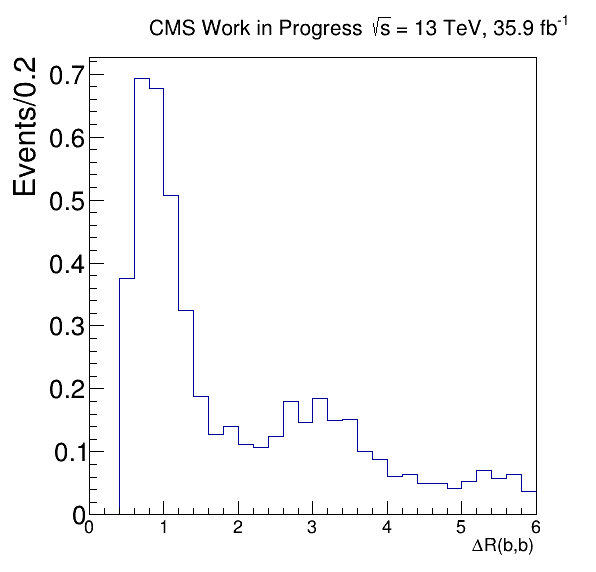 CMS Work in Progress √s = 13 TeV, 35.9 fb⁻¹
Events/0.2
0.7
0.6
0.5
0.4
0.3
0.2
0.1
0
0 1 2 3 4 5 6
ΔR(b,b)